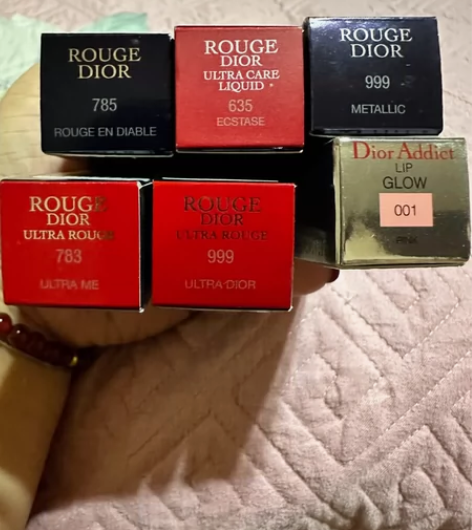 ROUGE
DIOR
785
ROUGE EN DIABLE
ROUGE
DIOR
ULTRA CARE
LIQUID
635
ECSTASE
ROUGE
DIOR
999
METALLIC
ROUGE
DIOR
ULTRA ROUGE
783
ULTRA ME
ROUGE
DIOR
ULTRA ROUGE
999
ULTRA DIOR
Dior Addict
LIP
GLOW
001
PINK